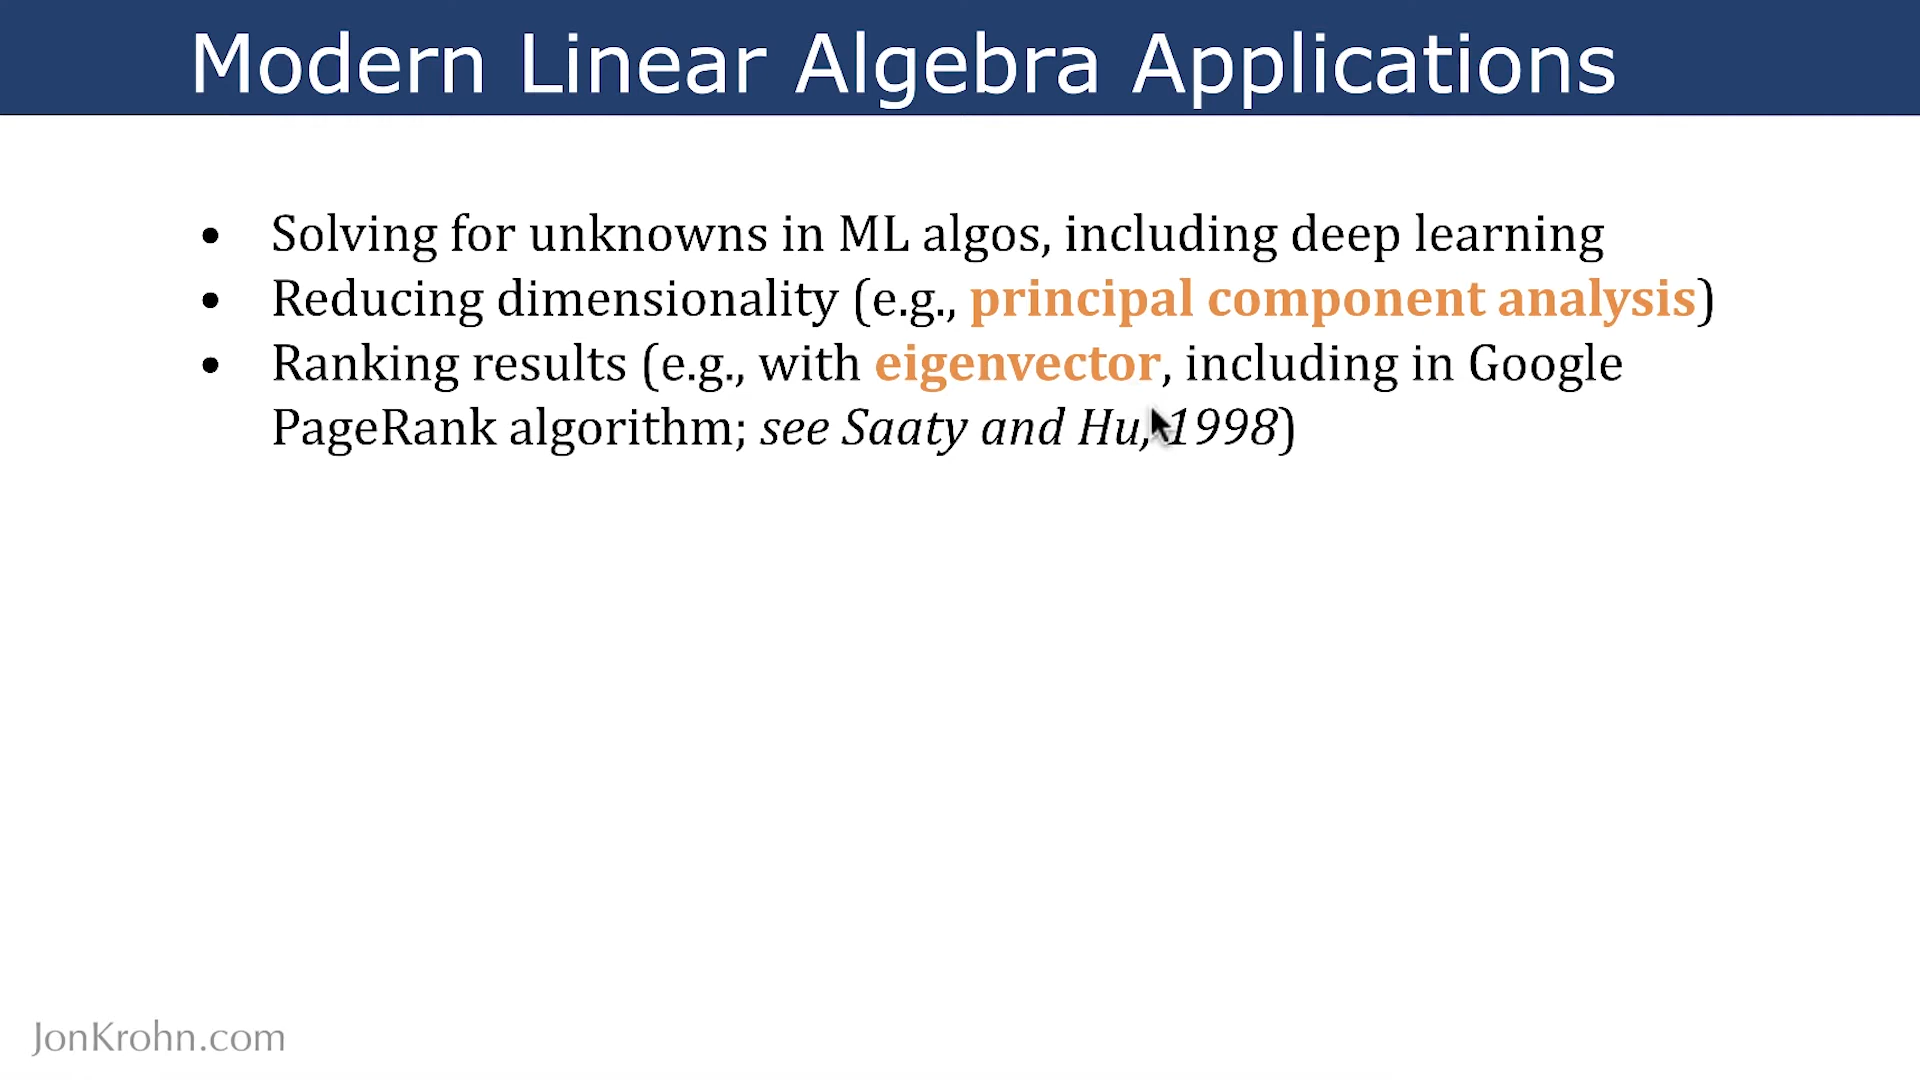 Modern Linear Algebra Applications
• Solving for unknowns in ML algos, including deep learning
• Reducing dimensionality (e.g., principal component analysis)
• Ranking results (e.g., with eigenvector, including in Google
PageRank algorithm; see Saaty and Hu, 1998)
JonKrohn.com